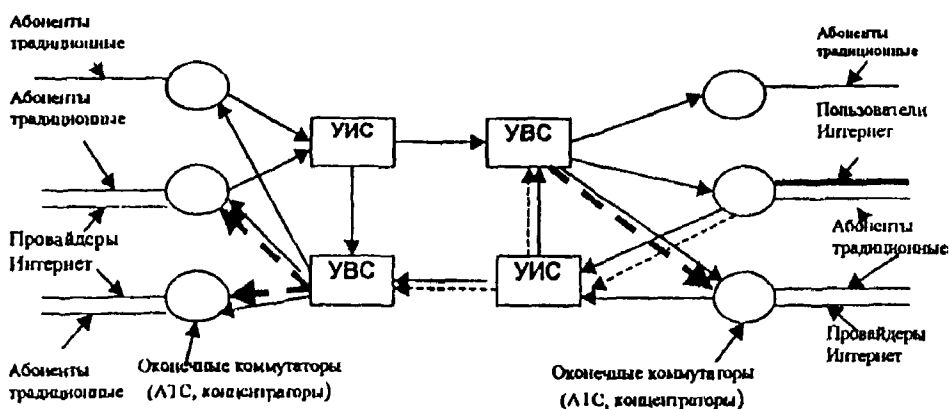 Абоненты
традиционные
Абоненты
традиционные
Абоненты
традиционные
Пользователи
Интернет
УИС
УВС
Провайдеры
Интернет
УВС
УИС
Абоненты
традиционные
Абоненты
традиционные
Оконечные коммутаторы
(АТС, концентраторы)
Оконечные коммутаторы
(АТС, концентраторы)
Провайдеры
Интернет